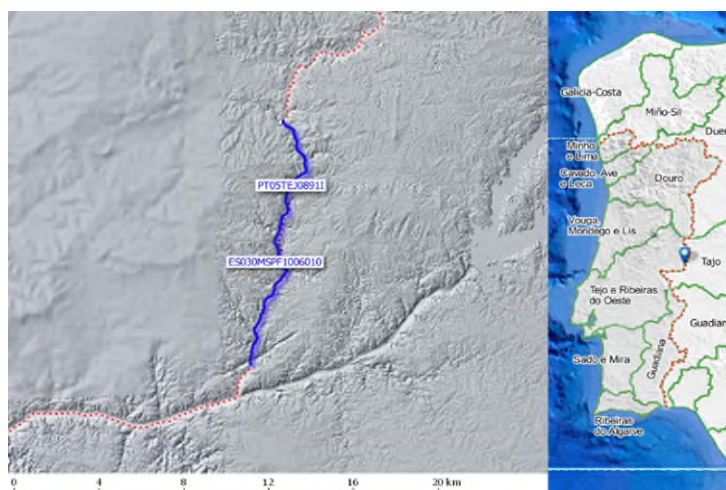 PT05TEJ0891I
ES030MSPF1006010
0
4
8
12
16
20 km
Galicia-Costa
Miño-Sil
Duer
Minho
e Lima
Cavado, Ave
e Leca
Douro
Vouga,
Mondego e Lis
Tajo
Tejo e Ribeiras
do Oeste
Guadian
Guadiana
Sado e Mira
Ribeiras
do Algarve